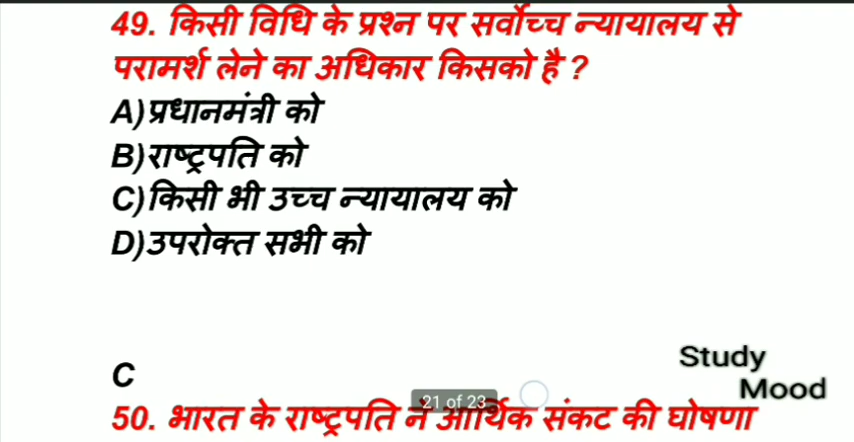 49. किसी विधि के प्रश्न पर सर्वोच्च न्यायालय से
परामर्श लेने का अधिकार किसको है ?
A)प्रधानमंत्री को
B)राष्ट्रपति को
C)किसी भी उच्च न्यायालय को
D)उपरोक्त सभी को
Study
Mood
C
21 of 23
50. भारत के राष्ट्रपति ने आर्थिक संकट की घोषणा